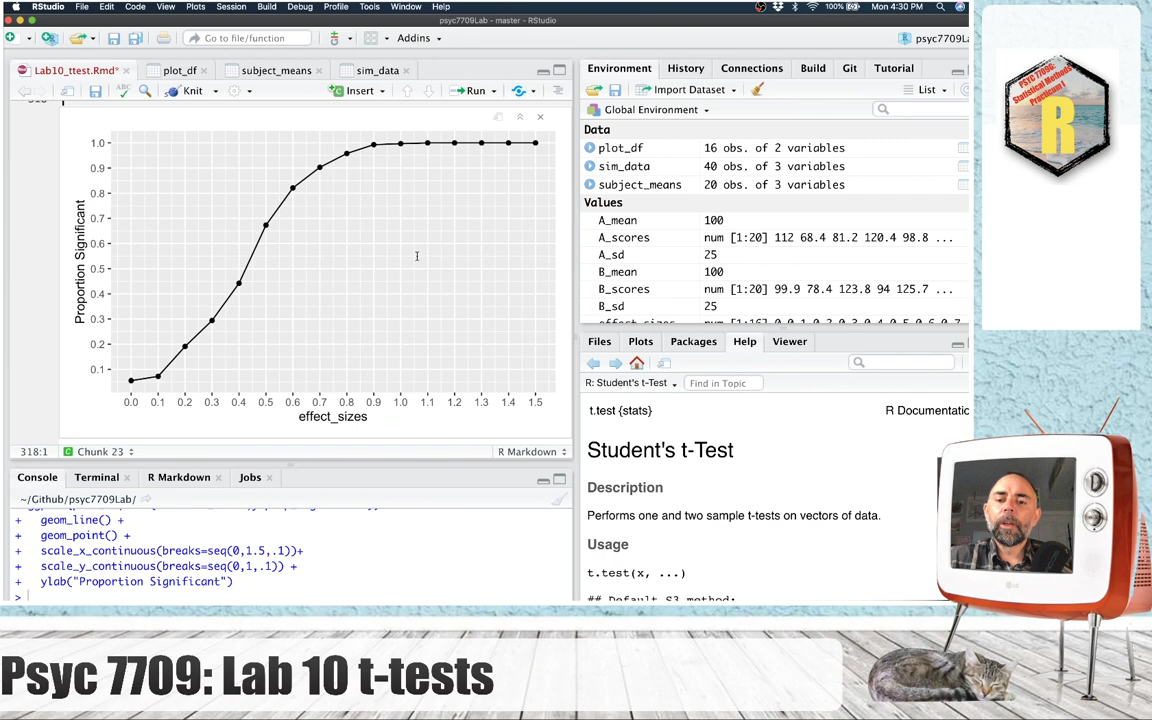 RStudio File Edit Code View Plots Session Build Debug Profile Tools Window Help 100% Mon 4:30 PM
psyc7709Lab - master - RStudio
Go to file/function Addins psyc7709La
Lab10_ttest.Rmd* plot_df subject_means sim_data
Knit Insert Run
1.0
0.9
0.8
0.7
0.6
0.5
0.4
0.3
0.2
0.1
Proportion Significant
0.0 0.1 0.2 0.3 0.4 0.5 0.6 0.7 0.8 0.9 1.0 1.1 1.2 1.3 1.4 1.5
effect_sizes
318:1 Chunk 23 R Markdown
Console Terminal R Markdown Jobs
~/Github/psyc7709Lab/
+ geom_line() +
+ geom_point() +
+ scale_x_continuous(breaks=seq(0,1.5,.1))+
+ scale_y_continuous(breaks=seq(0,1,.1)) +
+ ylab("Proportion Significant")
>
Environment History Connections Build Git Tutorial
Import Dataset List
Global Environment
Data
plot_df 16 obs. of 2 variables
sim_data 40 obs. of 3 variables
subject_means 20 obs. of 3 variables
Values
A_mean 100
A_scores num [1:20] 112 68.4 81.2 120.4 98.8 ...
A_sd 25
B_mean 100
B_scores num [1:20] 99.9 78.4 123.8 94 125.7 ...
B_sd 25
Files Plots Packages Help Viewer
R: Student's t-Test Find in Topic
t.test {stats} R Documentatio
Student's t-Test
Description
Performs one and two sample t-tests on vectors of data.
Usage
t.test(x, ...)
## Default S3 method:
PSYC 7709G:
Statistical Methods
Practicum I
R
LG
Psyc 7709: Lab 10 t-tests